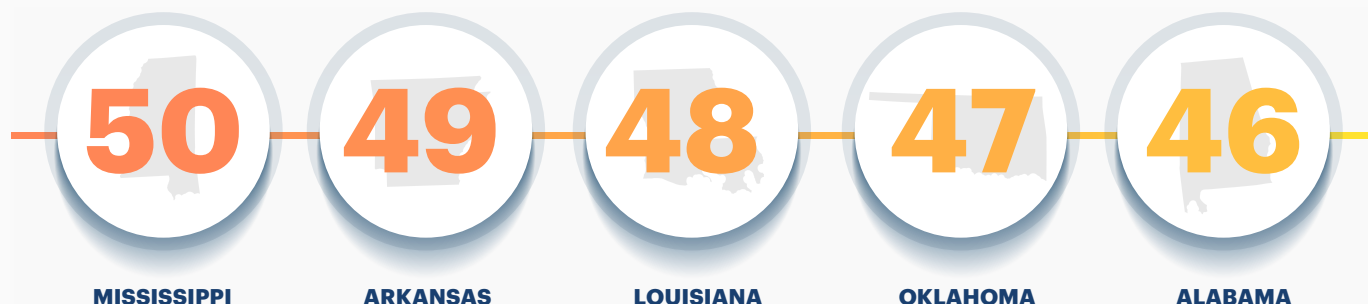 50 49 48 47 46
MISSISSIPPI ARKANSAS LOUISIANA OKLAHOMA ALABAMA